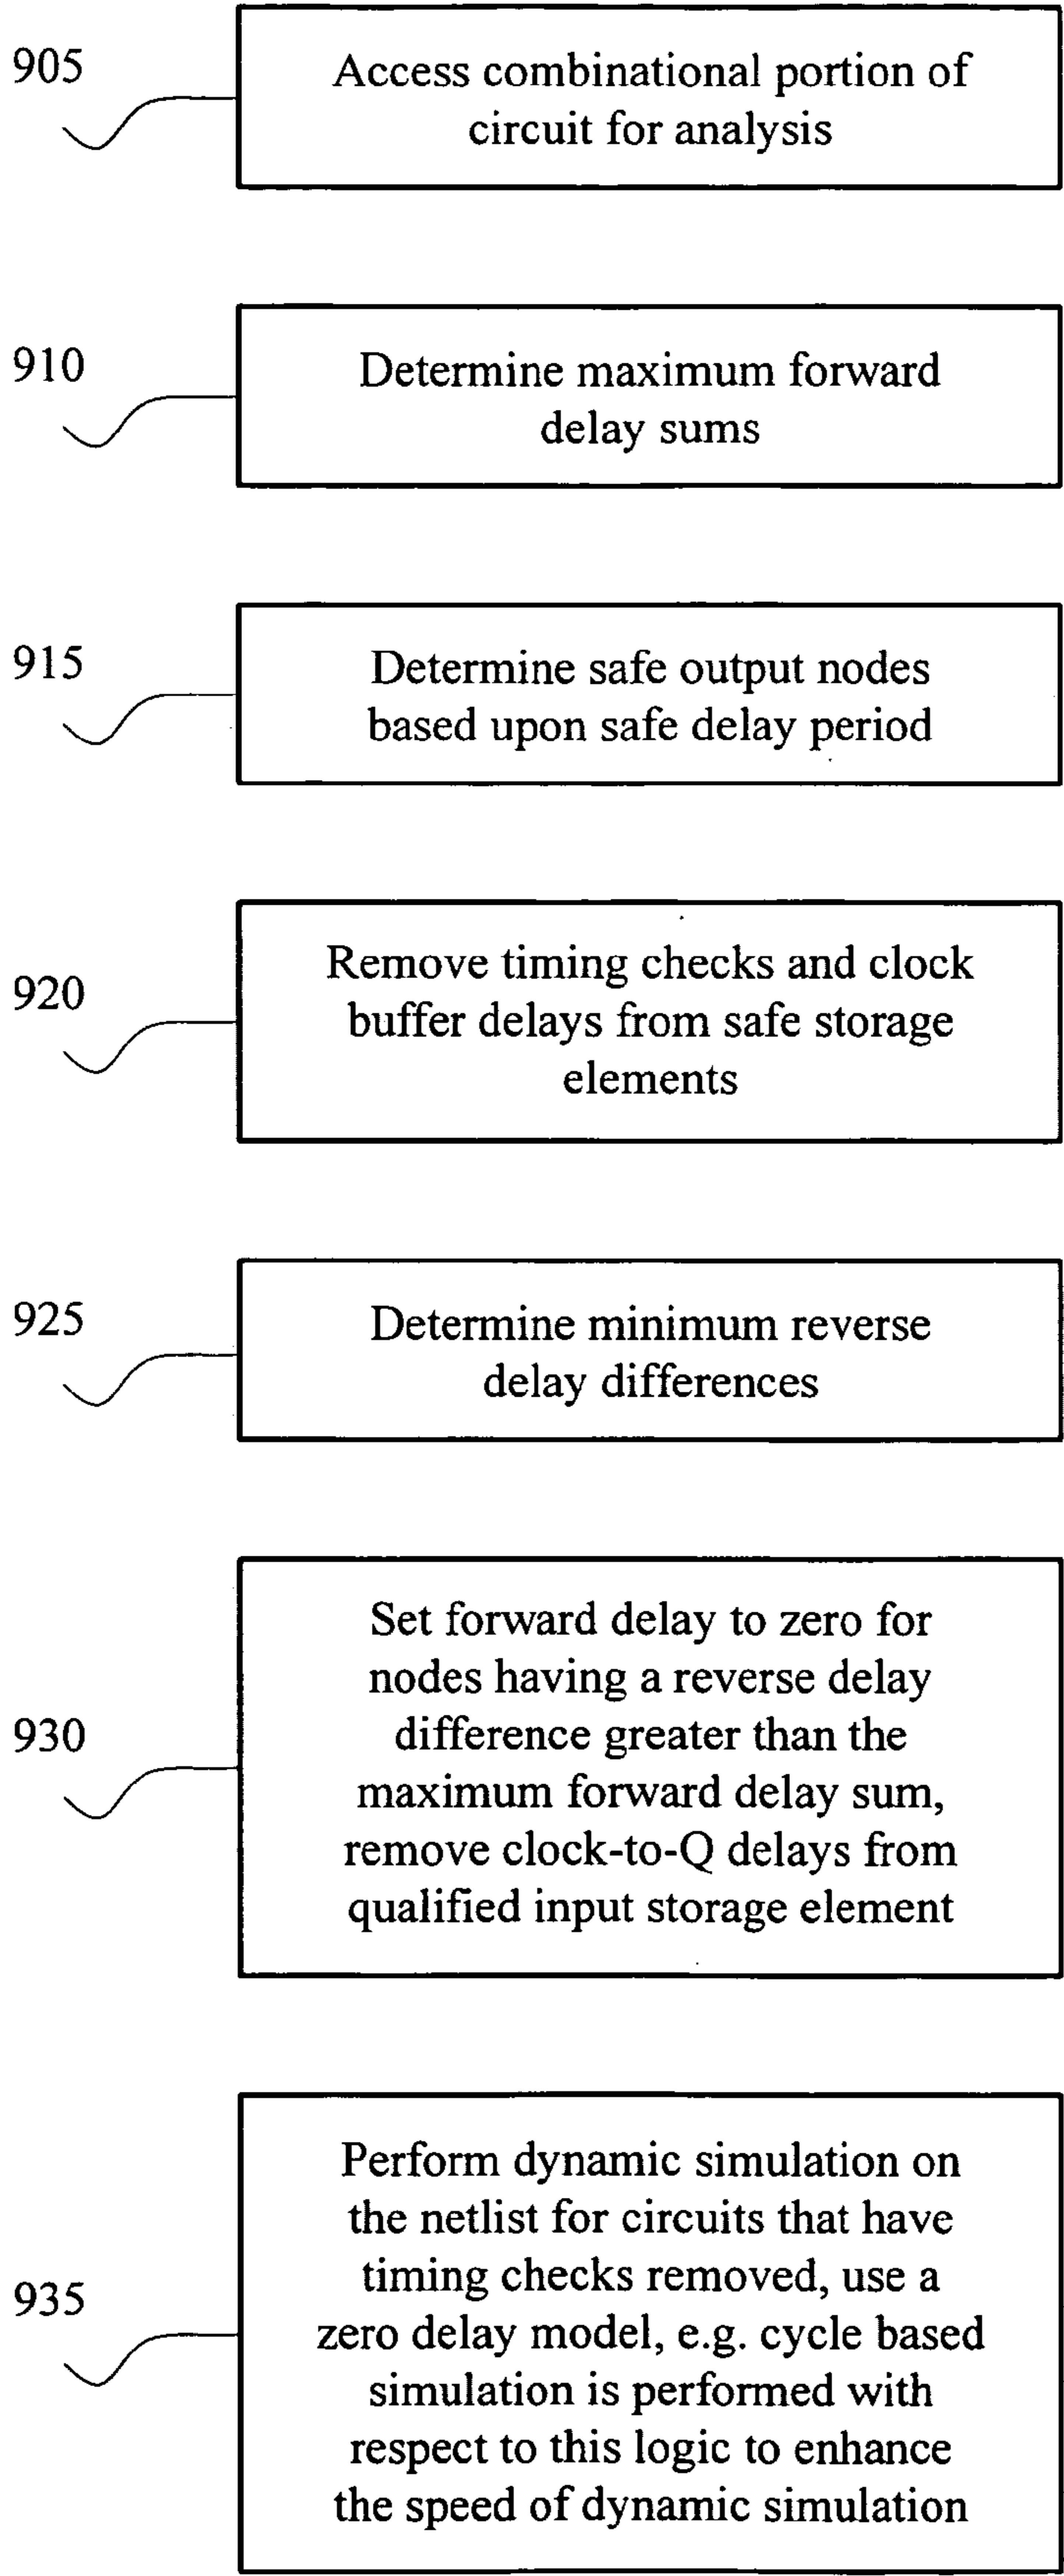 905
Access combinational portion of
circuit for analysis
910
Determine maximum forward
delay sums
915
Determine safe output nodes
based upon safe delay period
920
Remove timing checks and clock
buffer delays from safe storage
elements
925
Determine minimum reverse
delay differences
930
Set forward delay to zero for
nodes having a reverse delay
difference greater than the
maximum forward delay sum,
remove clock-to-Q delays from
qualified input storage element
935
Perform dynamic simulation on
the netlist for circuits that have
timing checks removed, use a
zero delay model, e.g. cycle based
simulation is performed with
respect to this logic to enhance
the speed of dynamic simulation